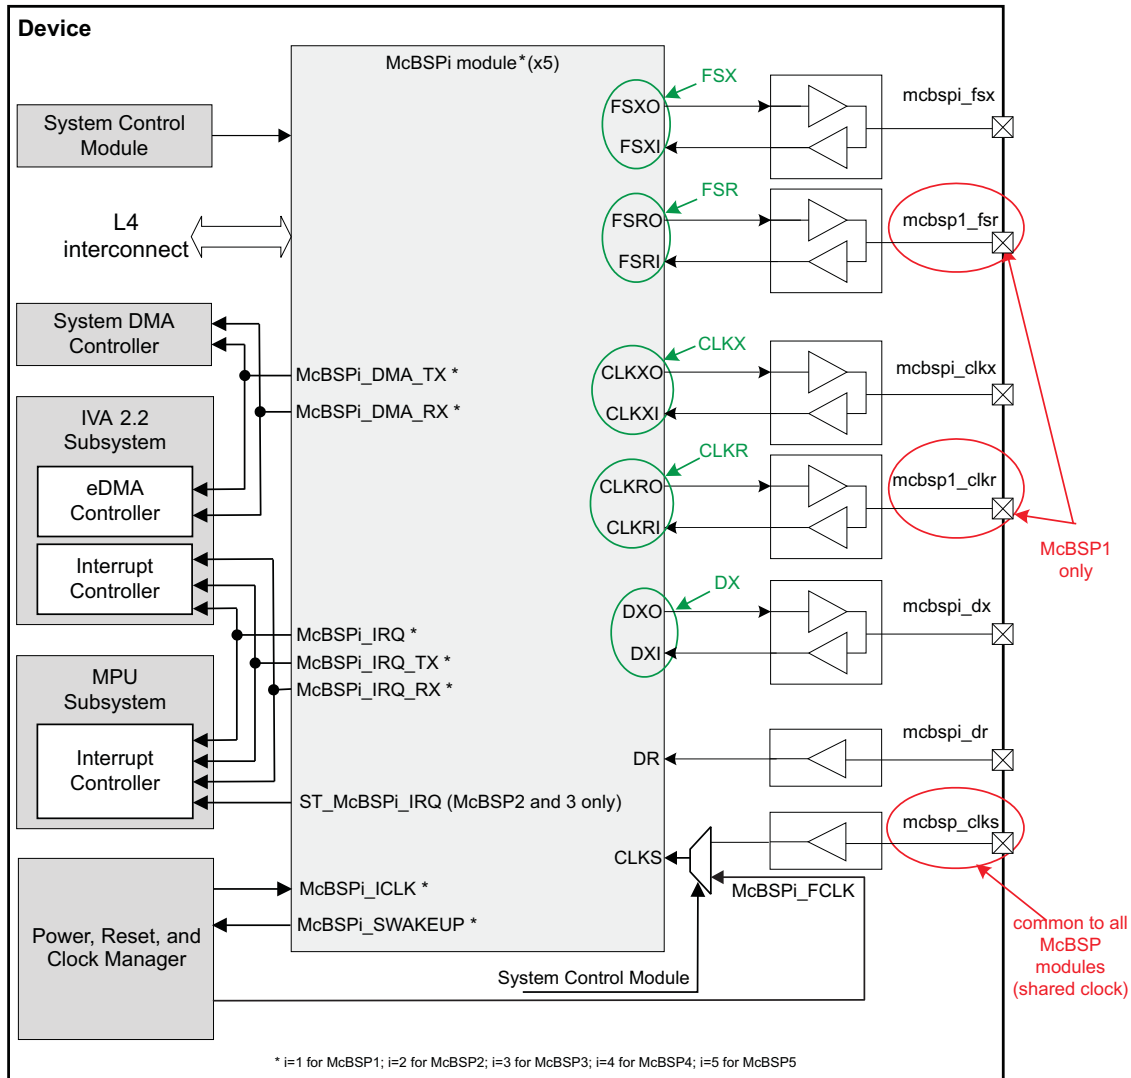 Device
McBSPi module * (x5)
System Control
Module
L4
interconnect
System DMA
Controller
IVA 2.2
Subsystem
eDMA
Controller
Interrupt
Controller
MPU
Subsystem
Interrupt
Controller
Power, Reset, and
Clock Manager
McBSPi_DMA_TX *
McBSPi_DMA_RX *
McBSPi_IRQ *
McBSPi_IRQ_TX *
McBSPi_IRQ_RX *
ST_McBSPi_IRQ (McBSP2 and 3 only)
McBSPi_ICLK *
McBSPi_SWAKEUP *
System Control Module
FSX
FSXO
FSXI
FSR
FSRO
FSRI
CLKX
CLKXO
CLKXI
CLKR
CLKRO
CLKRI
DX
DXO
DXI
DR
CLKS
McBSPi_FCLK
mcbspi_fsx
mcbsp1_fsr
mcbspi_clkx
mcbsp1_clkr
McBSP1
only
mcbspi_dx
mcbspi_dr
mcbsp_clks
common to all
McBSP
modules
(shared clock)
* i=1 for McBSP1; i=2 for McBSP2; i=3 for McBSP3; i=4 for McBSP4; i=5 for McBSP5